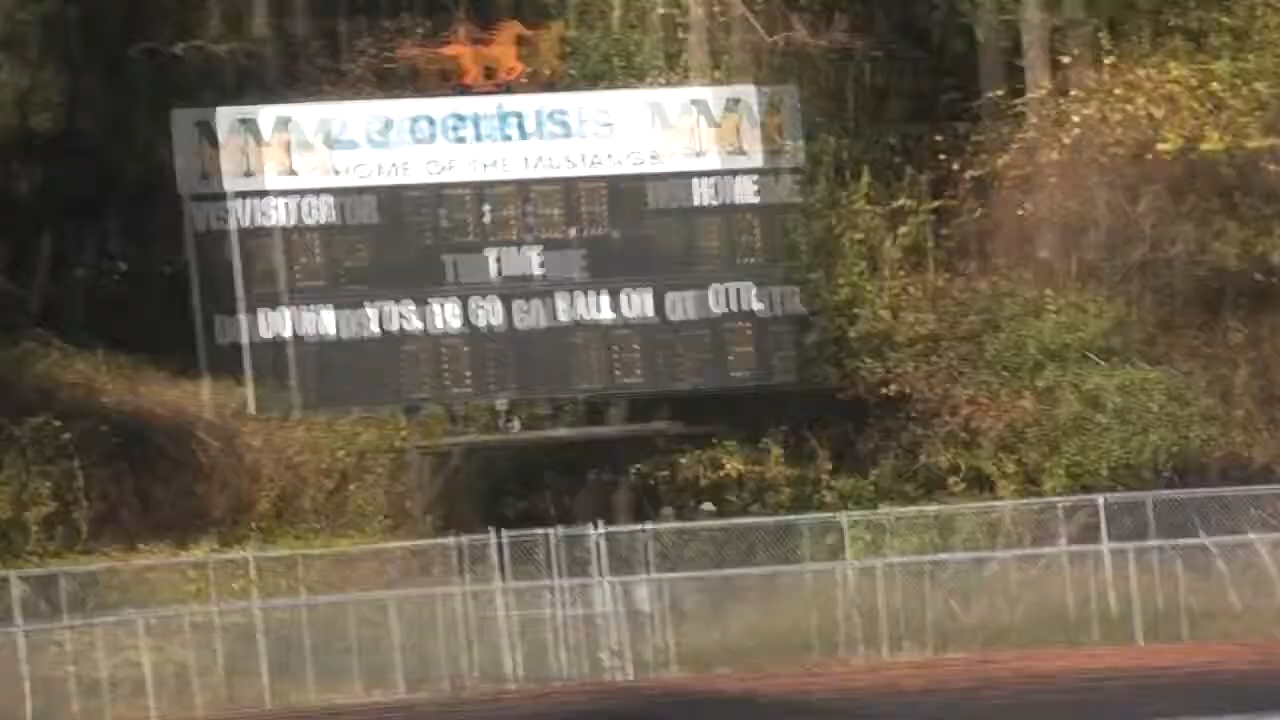 M M
HOME OF THE MUSTANGS
VISITOR HOME
TIME
DOWN YDS. TO GO BALL ON QTR.